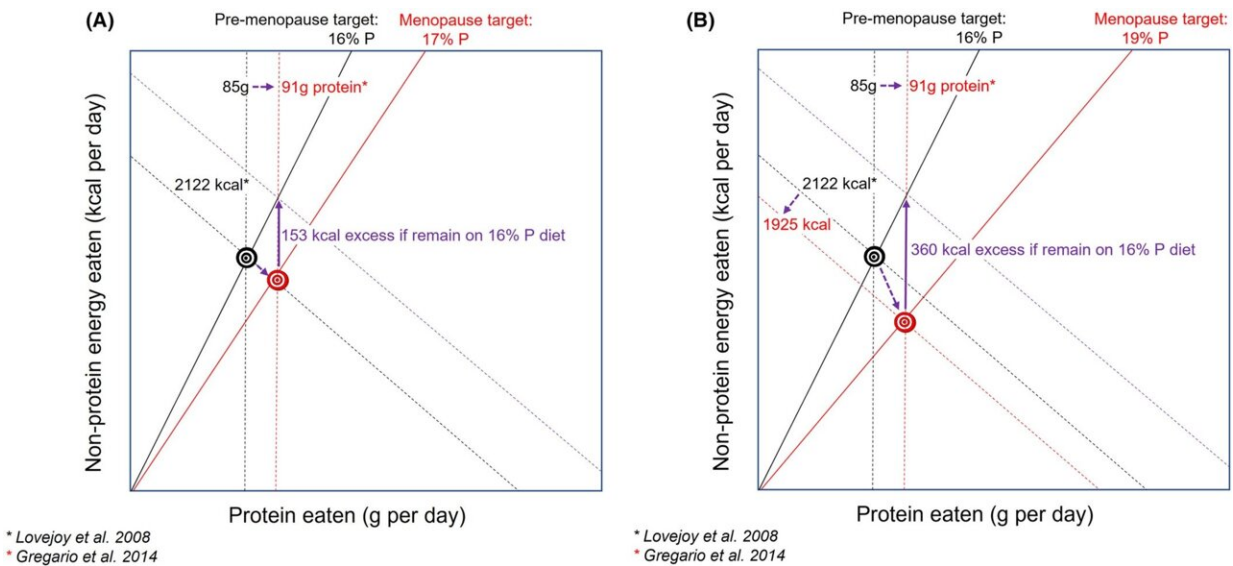 (A)
Pre-menopause target:
16% P
Menopause target:
17% P
85g
91g protein*
2122 kcal*
153 kcal excess if remain on 16% P diet
Non-protein energy eaten (kcal per day)
Protein eaten (g per day)
* Lovejoy et al. 2008
* Gregario et al. 2014
(B)
Pre-menopause target:
16% P
Menopause target:
19% P
85g
91g protein*
2122 kcal*
1925 kcal
360 kcal excess if remain on 16% P diet
Non-protein energy eaten (kcal per day)
Protein eaten (g per day)
* Lovejoy et al. 2008
* Gregario et al. 2014